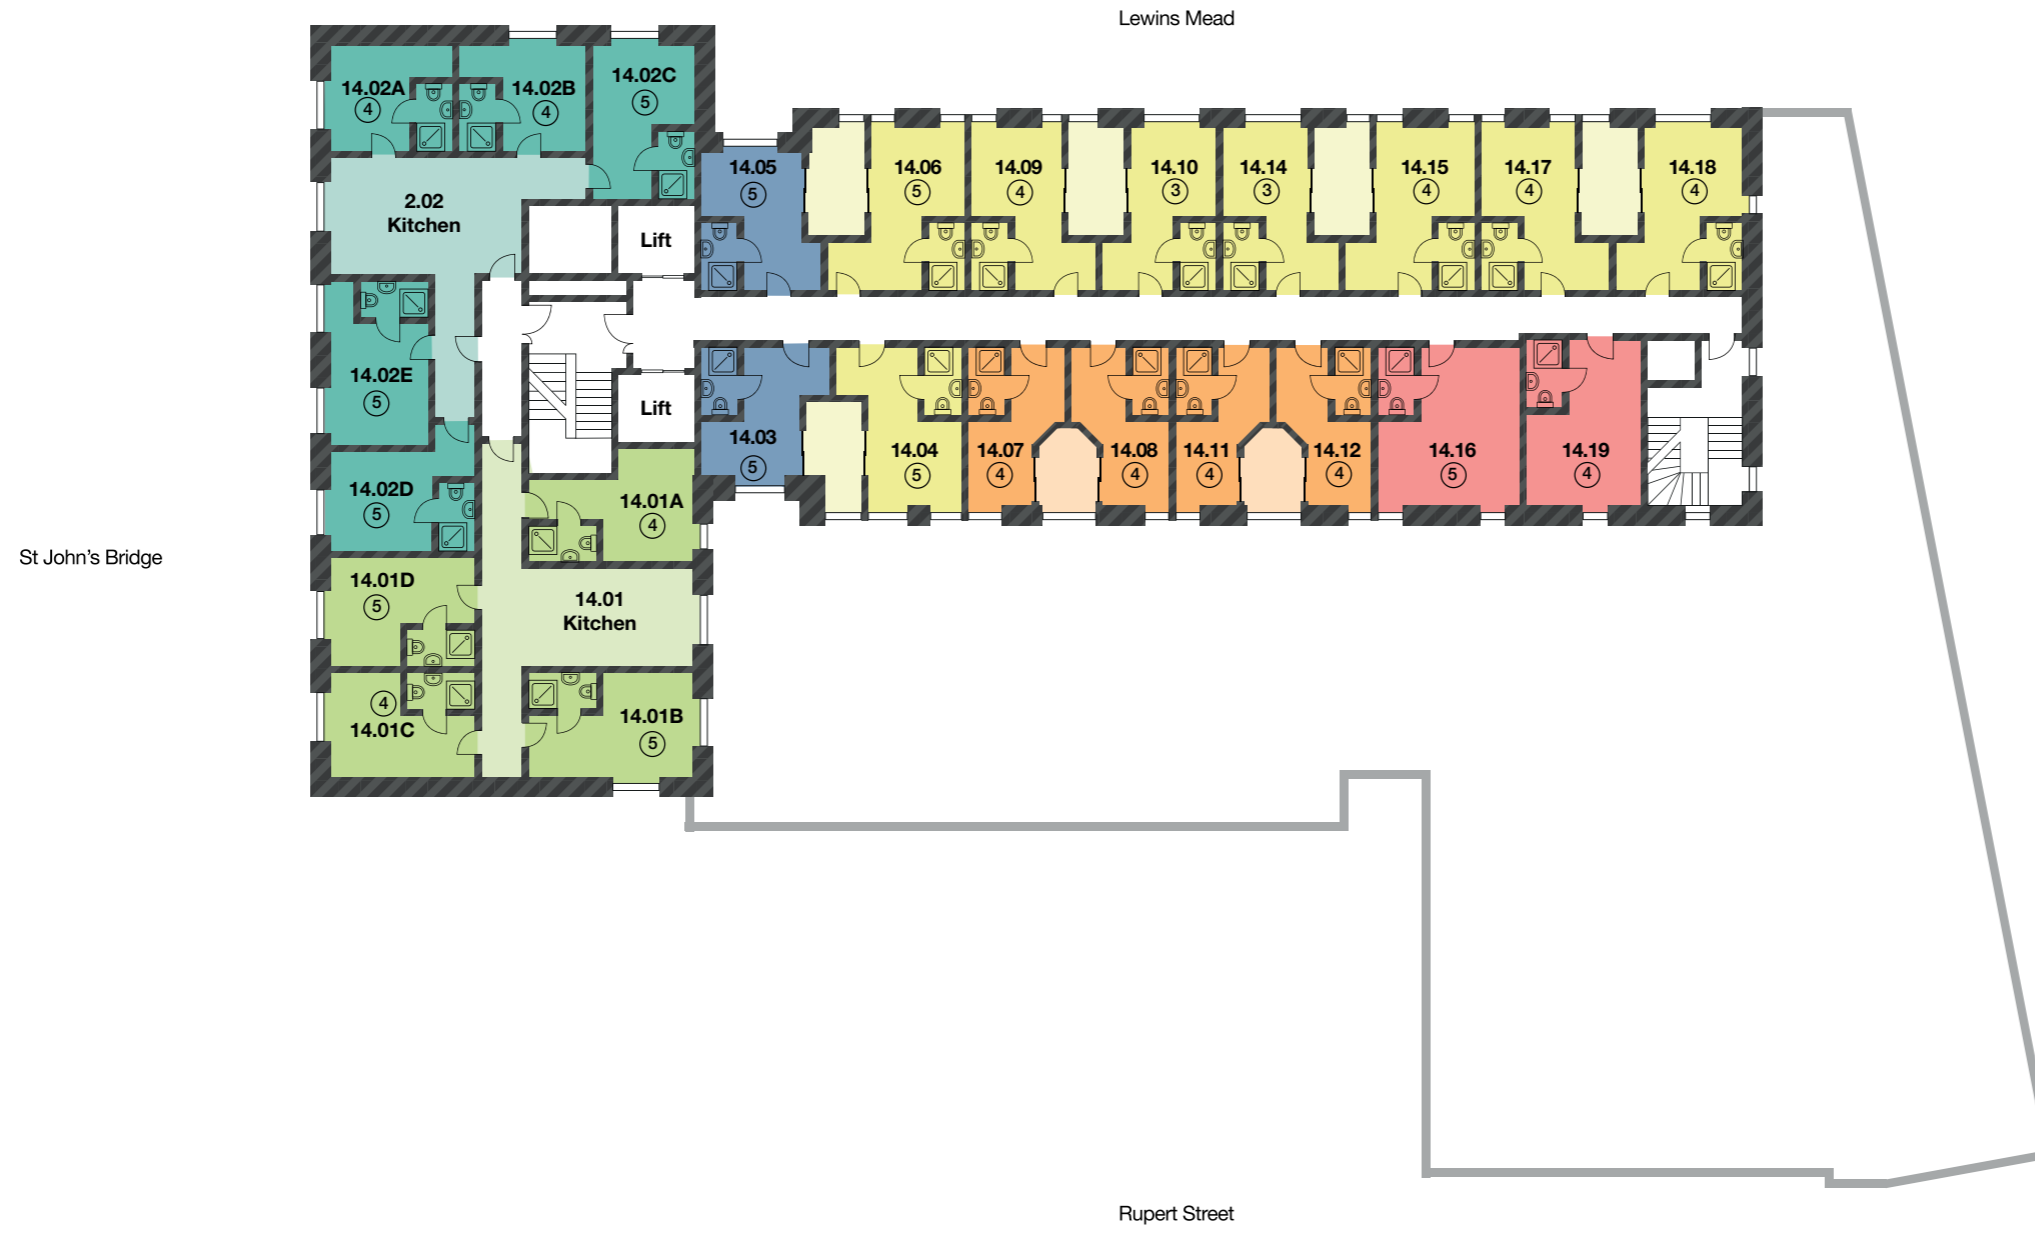 Lewins Mead
14.02A
4
14.02B
4
14.02C
5
2.02
Kitchen
Lift
14.05
5
14.06
5
14.09
4
14.10
3
14.14
3
14.15
4
14.17
4
14.18
4
14.02E
5
Lift
14.03
5
14.04
5
14.07
4
14.08
4
14.11
4
14.12
4
14.16
5
14.19
4
14.02D
5
14.01A
4
St John's Bridge
14.01D
5
14.01
Kitchen
4
14.01C
14.01B
5
Rupert Street